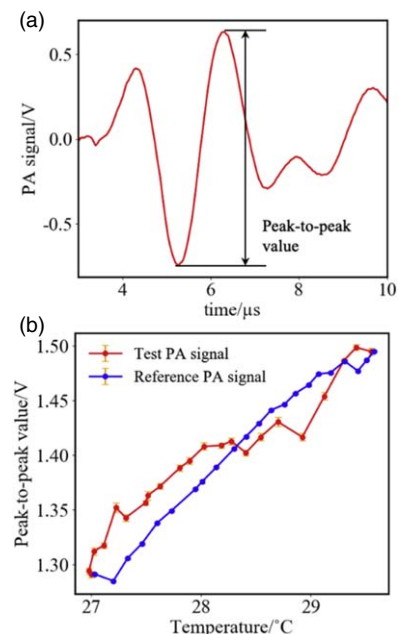 (a)
0.5
0.0
-0.5
PA signal/V
Peak-to-peak
value
4
6
8
10
time/μs
(b)
1.50
1.45
1.40
1.35
1.30
Peak-to-peak value/V
Test PA signal
Reference PA signal
27
28
29
Temperature/°C